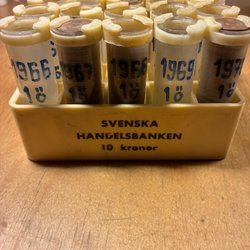 1966 1967 1968 1969
1ö 1ö 1ö 1ö
SVENSKA
HANDELSBANKEN
10 kronor